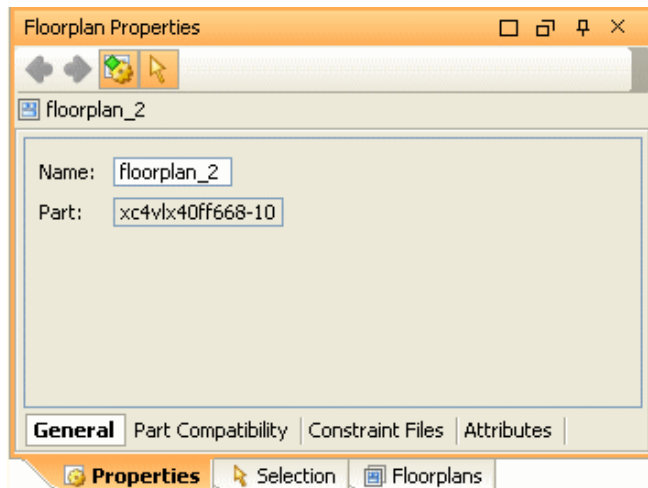 Floorplan Properties
floorplan_2
Name: floorplan_2
Part: xc4vlx40ff668-10
General Part Compatibility Constraint Files Attributes
Properties Selection Floorplans